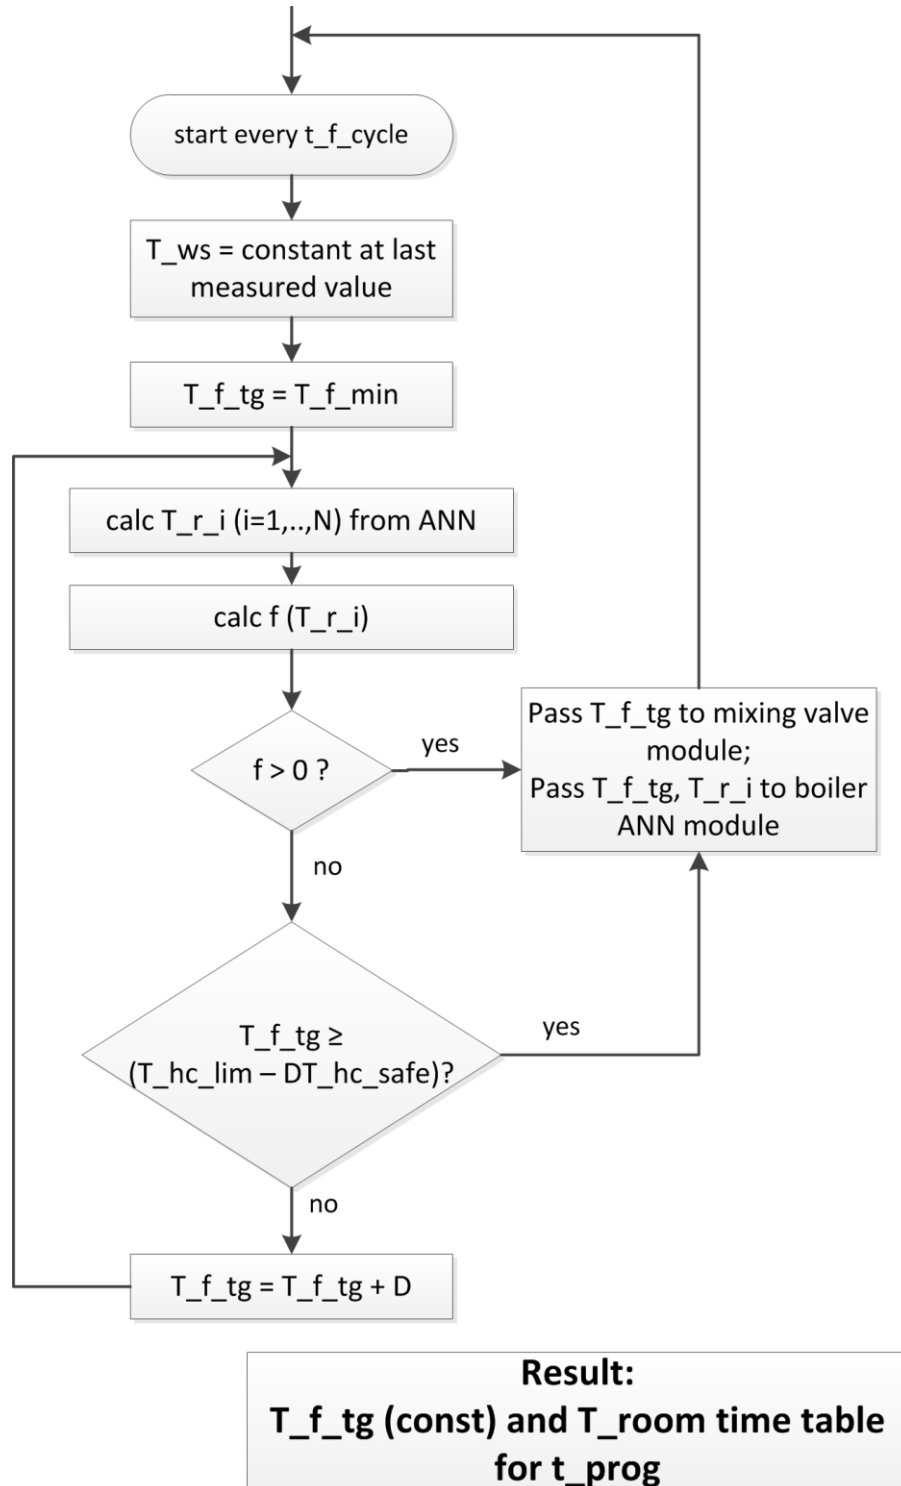 start every t_f_cycle
T_ws = constant at last
measured value
T_f_tg = T_f_min
calc T_r_i (i=1,..,N) from ANN
calc f (T_r_i)
f > 0 ?
yes
Pass T_f_tg to mixing valve
module;
Pass T_f_tg, T_r_i to boiler
ANN module
no
T_f_tg ≥
(T_hc_lim – DT_hc_safe)?
yes
no
T_f_tg = T_f_tg + D
Result:
T_f_tg (const) and T_room time table
for t_prog